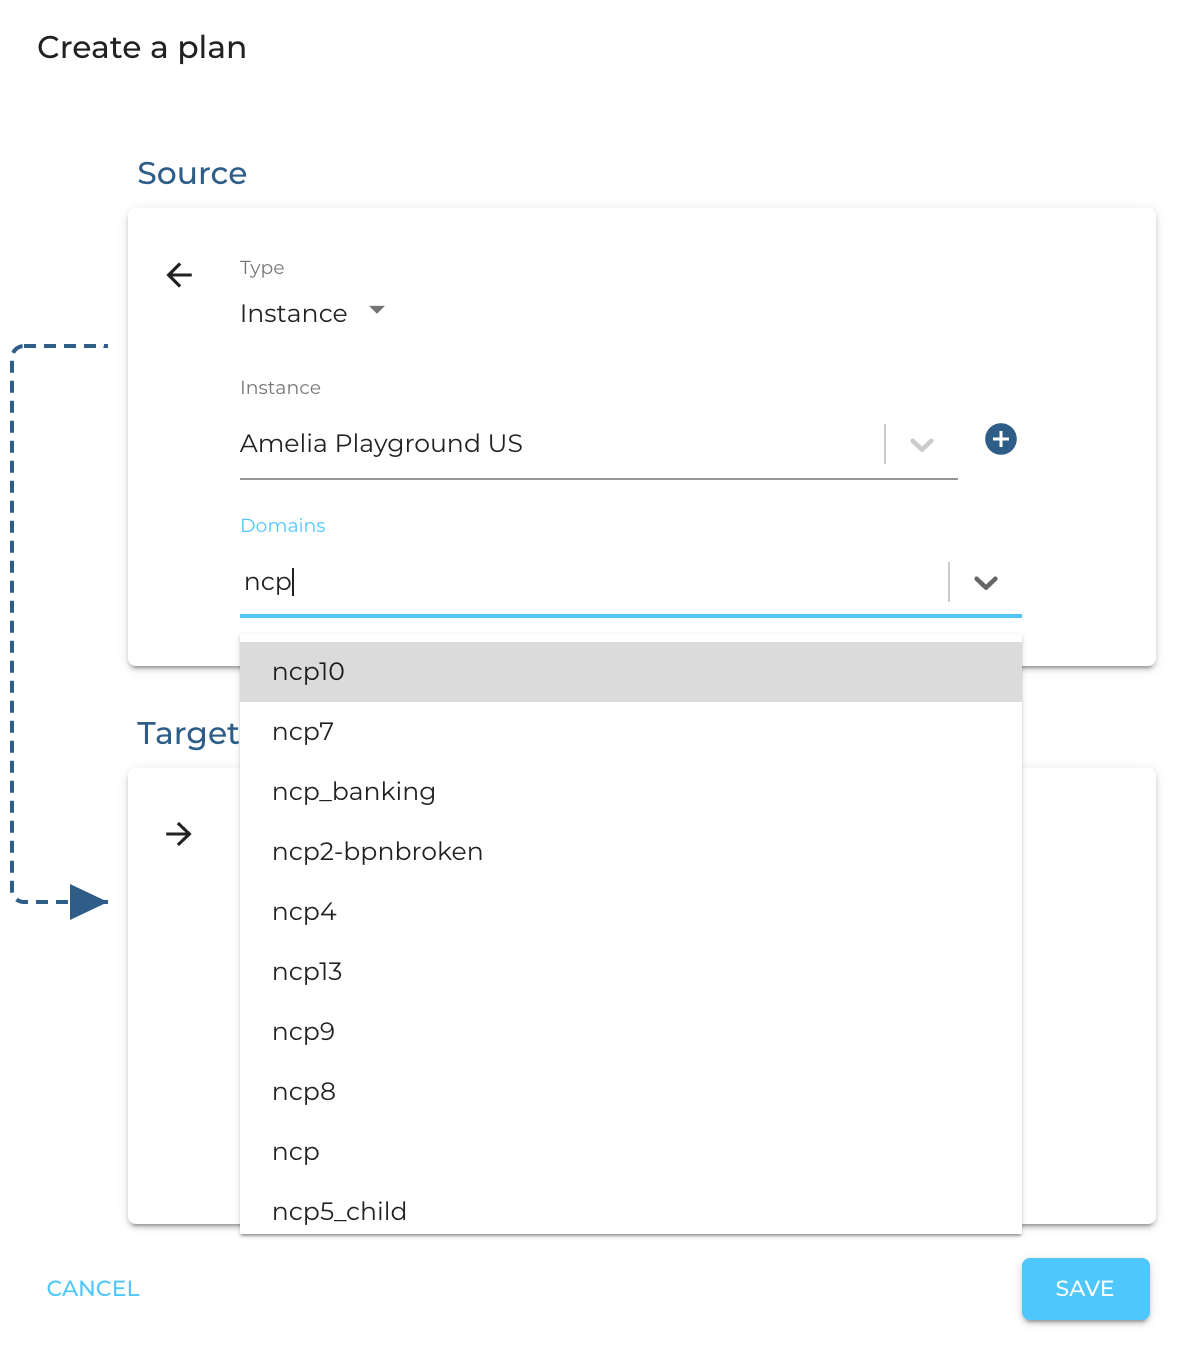 Create a plan
Source
Type
Instance
Instance
Amelia Playground US
Domains
ncp
ncp10
Target
ncp7
ncp_banking
ncp2-bpnbroken
ncp4
ncp13
ncp9
ncp8
ncp
ncp5_child
CANCEL
SAVE